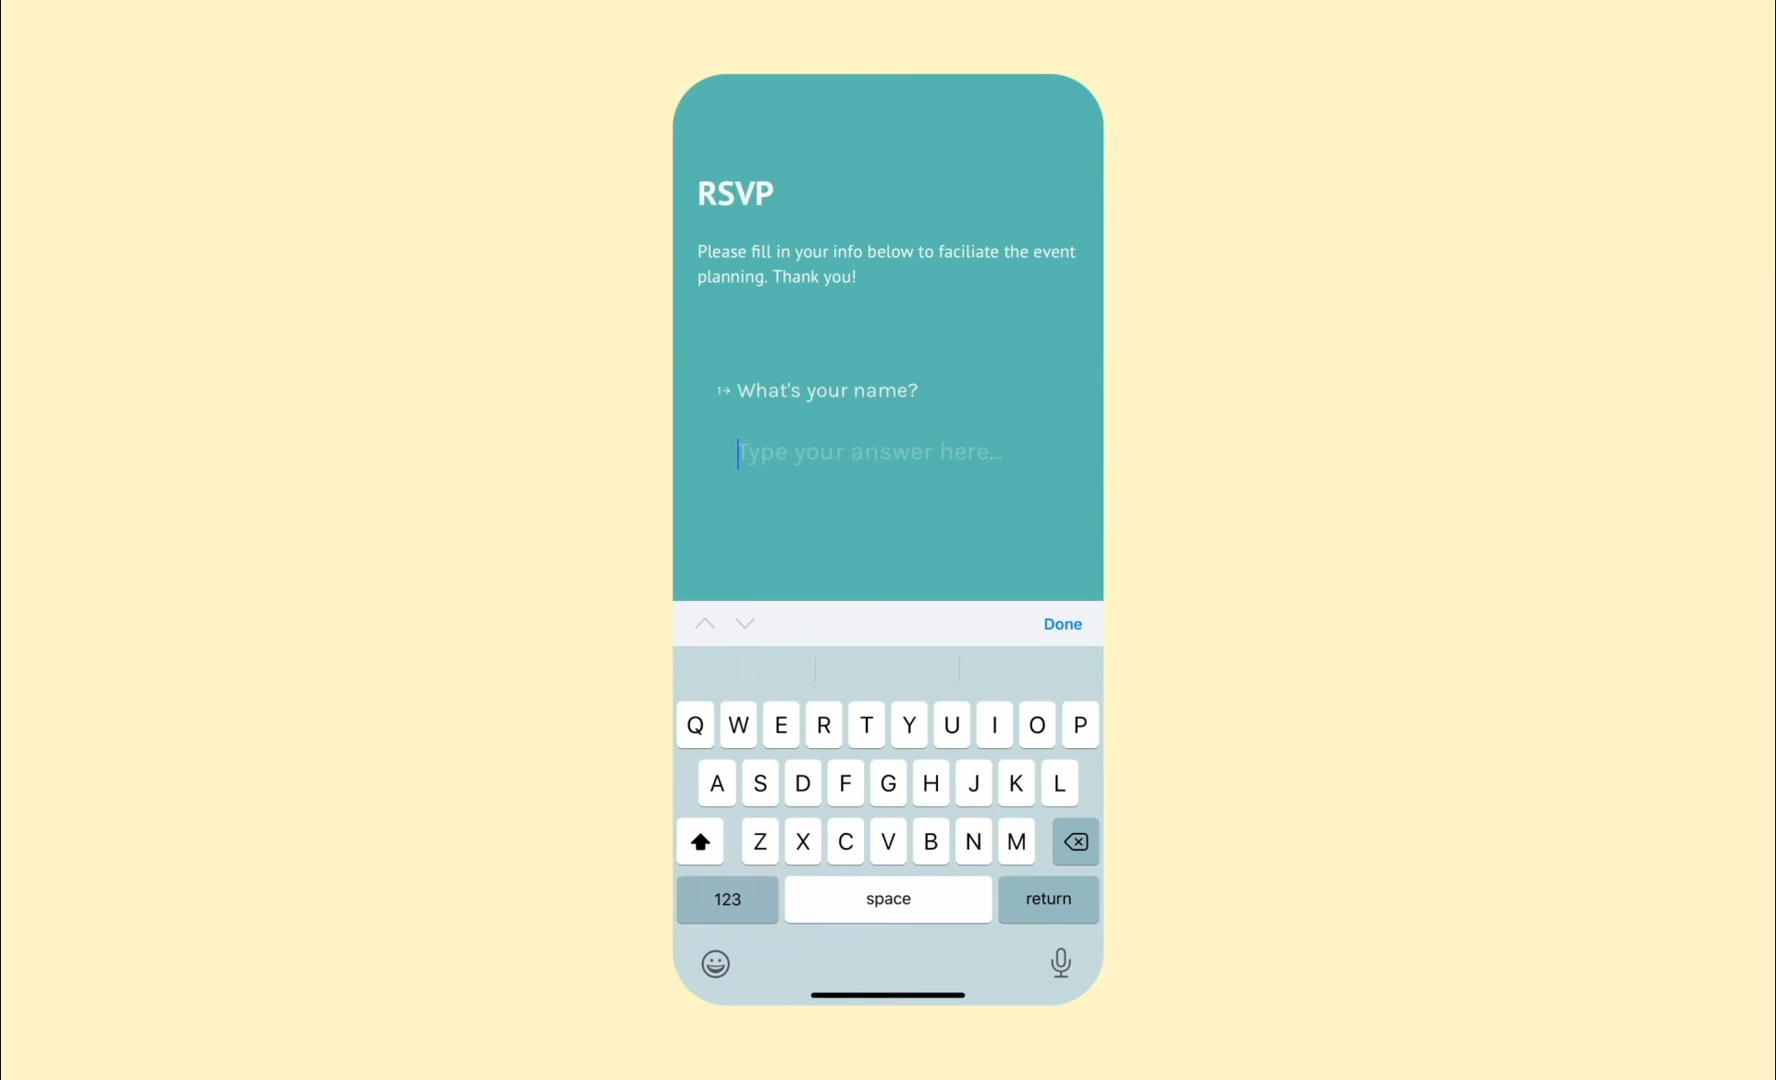 RSVP
Please fill in your info below to faciliate the event
planning. Thank you!
1→ What's your name?
Type your answer here...
Done
Q W E R T Y U I O P
A S D F G H J K L
Z X C V B N M
123 space return